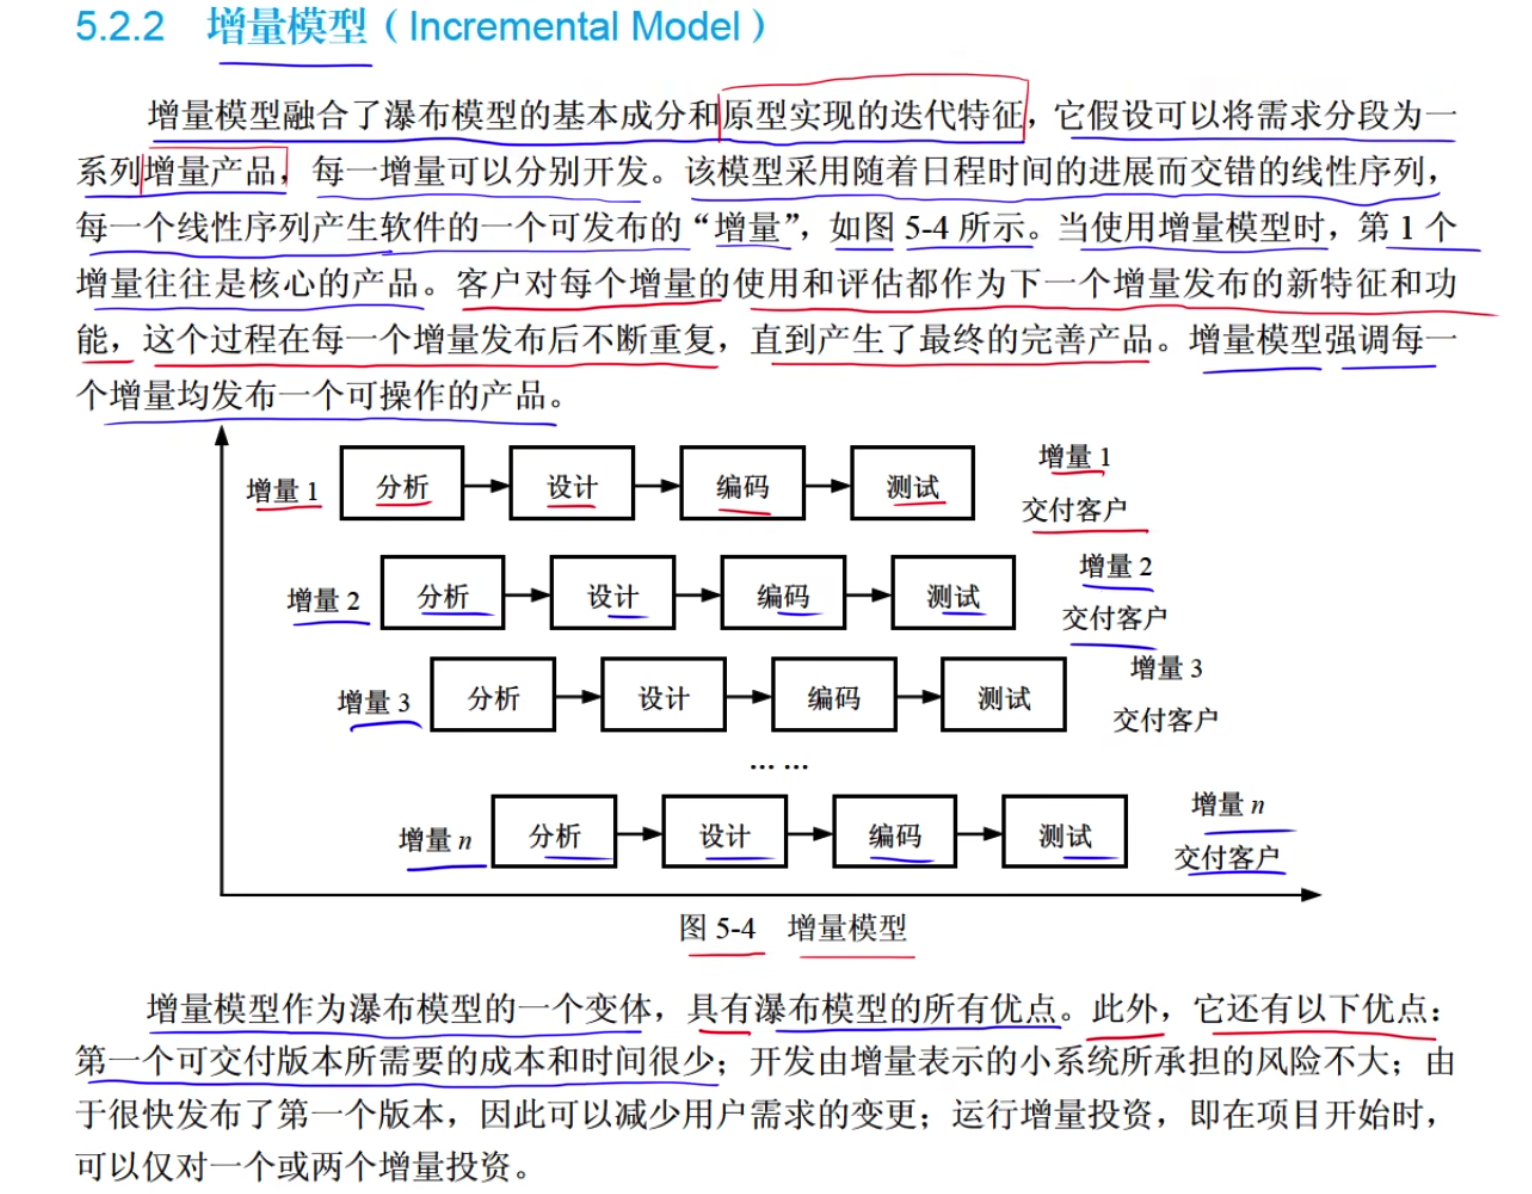 5.2.2 增量模型（Incremental Model）
增量模型融合了瀑布模型的基本成分和原型实现的迭代特征，它假设可以将需求分段为一
系列增量产品，每一增量可以分别开发。该模型采用随着日程时间的进展而交错的线性序列，
每一个线性序列产生软件的一个可发布的“增量”，如图 5-4 所示。当使用增量模型时，第 1 个
增量往往是核心的产品。客户对每个增量的使用和评估都作为下一个增量发布的新特征和功
能，这个过程在每一个增量发布后不断重复，直到产生了最终的完善产品。增量模型强调每一
个增量均发布一个可操作的产品。
增量 1 分析 设计 编码 测试 增量 1
交付客户
增量 2 分析 设计 编码 测试 增量 2
交付客户
增量 3 分析 设计 编码 测试 增量 3
交付客户
... ...
增量 n 分析 设计 编码 测试 增量 n
交付客户
图 5-4 增量模型
增量模型作为瀑布模型的一个变体，具有瀑布模型的所有优点。此外，它还有以下优点：
第一个可交付版本所需要的成本和时间很少；开发由增量表示的小系统所承担的风险不大；由
于很快发布了第一个版本，因此可以减少用户需求的变更；运行增量投资，即在项目开始时，
可以仅对一个或两个增量投资。